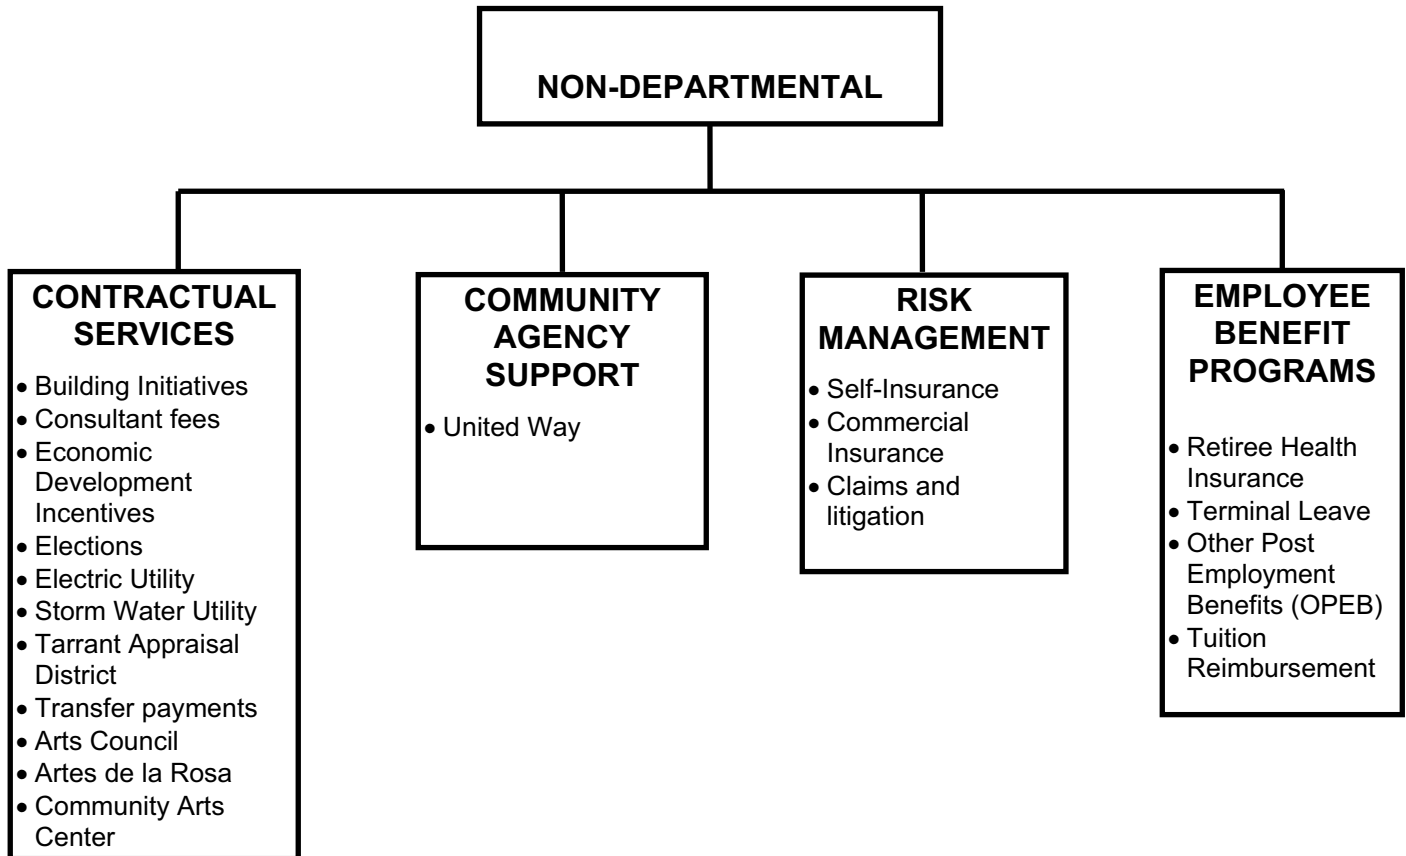 NON-DEPARTMENTAL
CONTRACTUAL
SERVICES
• Building Initiatives
• Consultant fees
• Economic
Development
Incentives
• Elections
• Electric Utility
• Storm Water Utility
• Tarrant Appraisal
District
• Transfer payments
• Arts Council
• Artes de la Rosa
• Community Arts
Center
COMMUNITY
AGENCY
SUPPORT
• United Way
RISK
MANAGEMENT
• Self-Insurance
• Commercial
Insurance
• Claims and
litigation
EMPLOYEE
BENEFIT
PROGRAMS
• Retiree Health
Insurance
• Terminal Leave
• Other Post
Employment
Benefits (OPEB)
• Tuition
Reimbursement